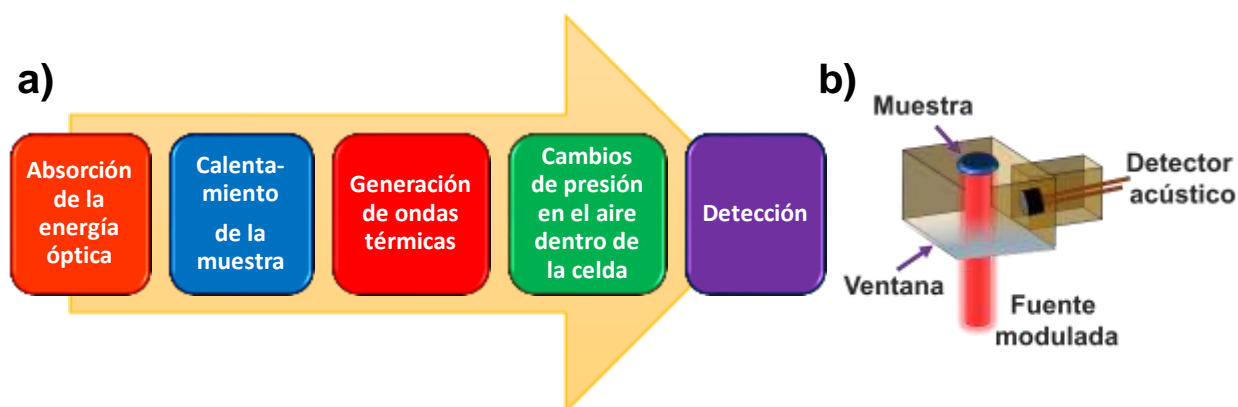 a)
Absorción
de la
energía
óptica
Calenta-
miento
de la
muestra
Generación
de ondas
térmicas
Cambios
de presión
en el aire
dentro de
la celda
Detección
b)
Muestra
Detector
acústico
Ventana
Fuente
modulada